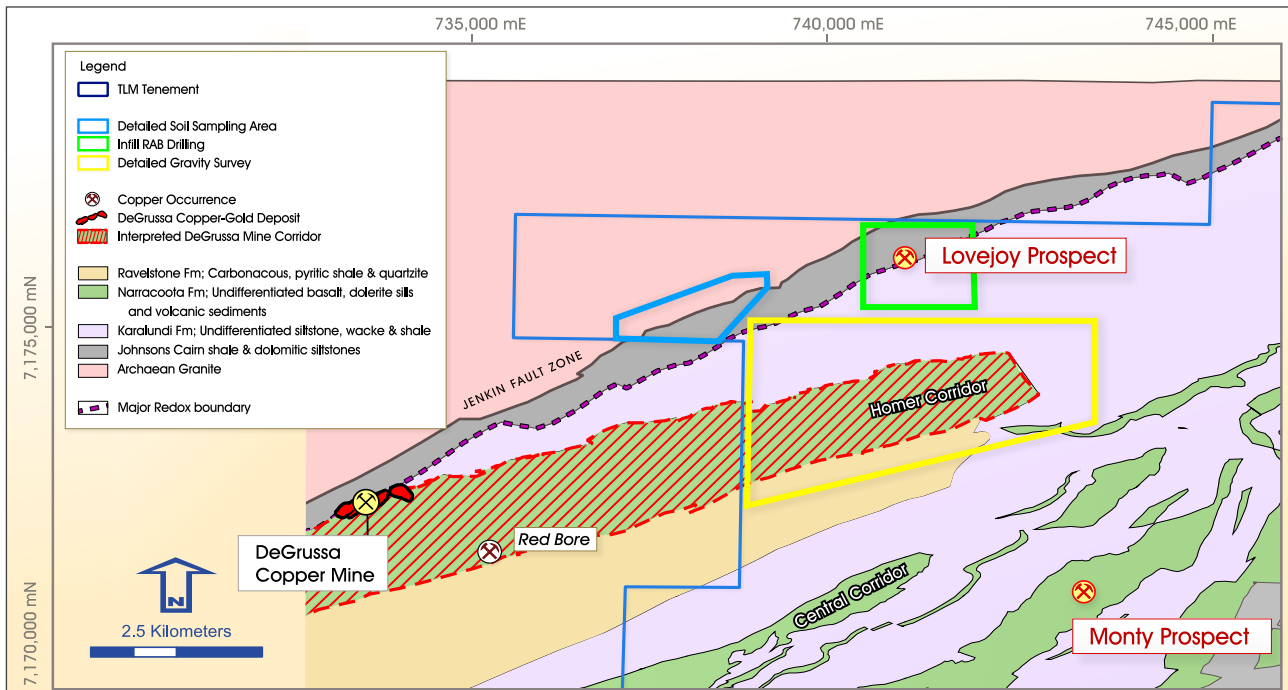 735,000 mE
740,000 mE
745,000 mE
Legend
TLM Tenement
Detailed Soil Sampling Area
Infill RAB Drilling
Detailed Gravity Survey
Copper Occurrence
DeGrussa Copper-Gold Deposit
Interpreted DeGrussa Mine Corridor
Ravelstone Fm; Carbonacous, pyritic shale & quartzite
Narracoota Fm; Undifferentiated basalt, dolerite sills
and volcanic sediments
Karalundi Fm; Undifferentiated siltstone, wacke & shale
Johnsons Cairn shale & dolomitic siltstones
Archaean Granite
Major Redox boundary
7,175,000 mN
7,170,000 mN
Lovejoy Prospect
JENKIN FAULT ZONE
Homer Corridor
Red Bore
DeGrussa
Copper Mine
Central Corridor
Monty Prospect
N
2.5 Kilometers